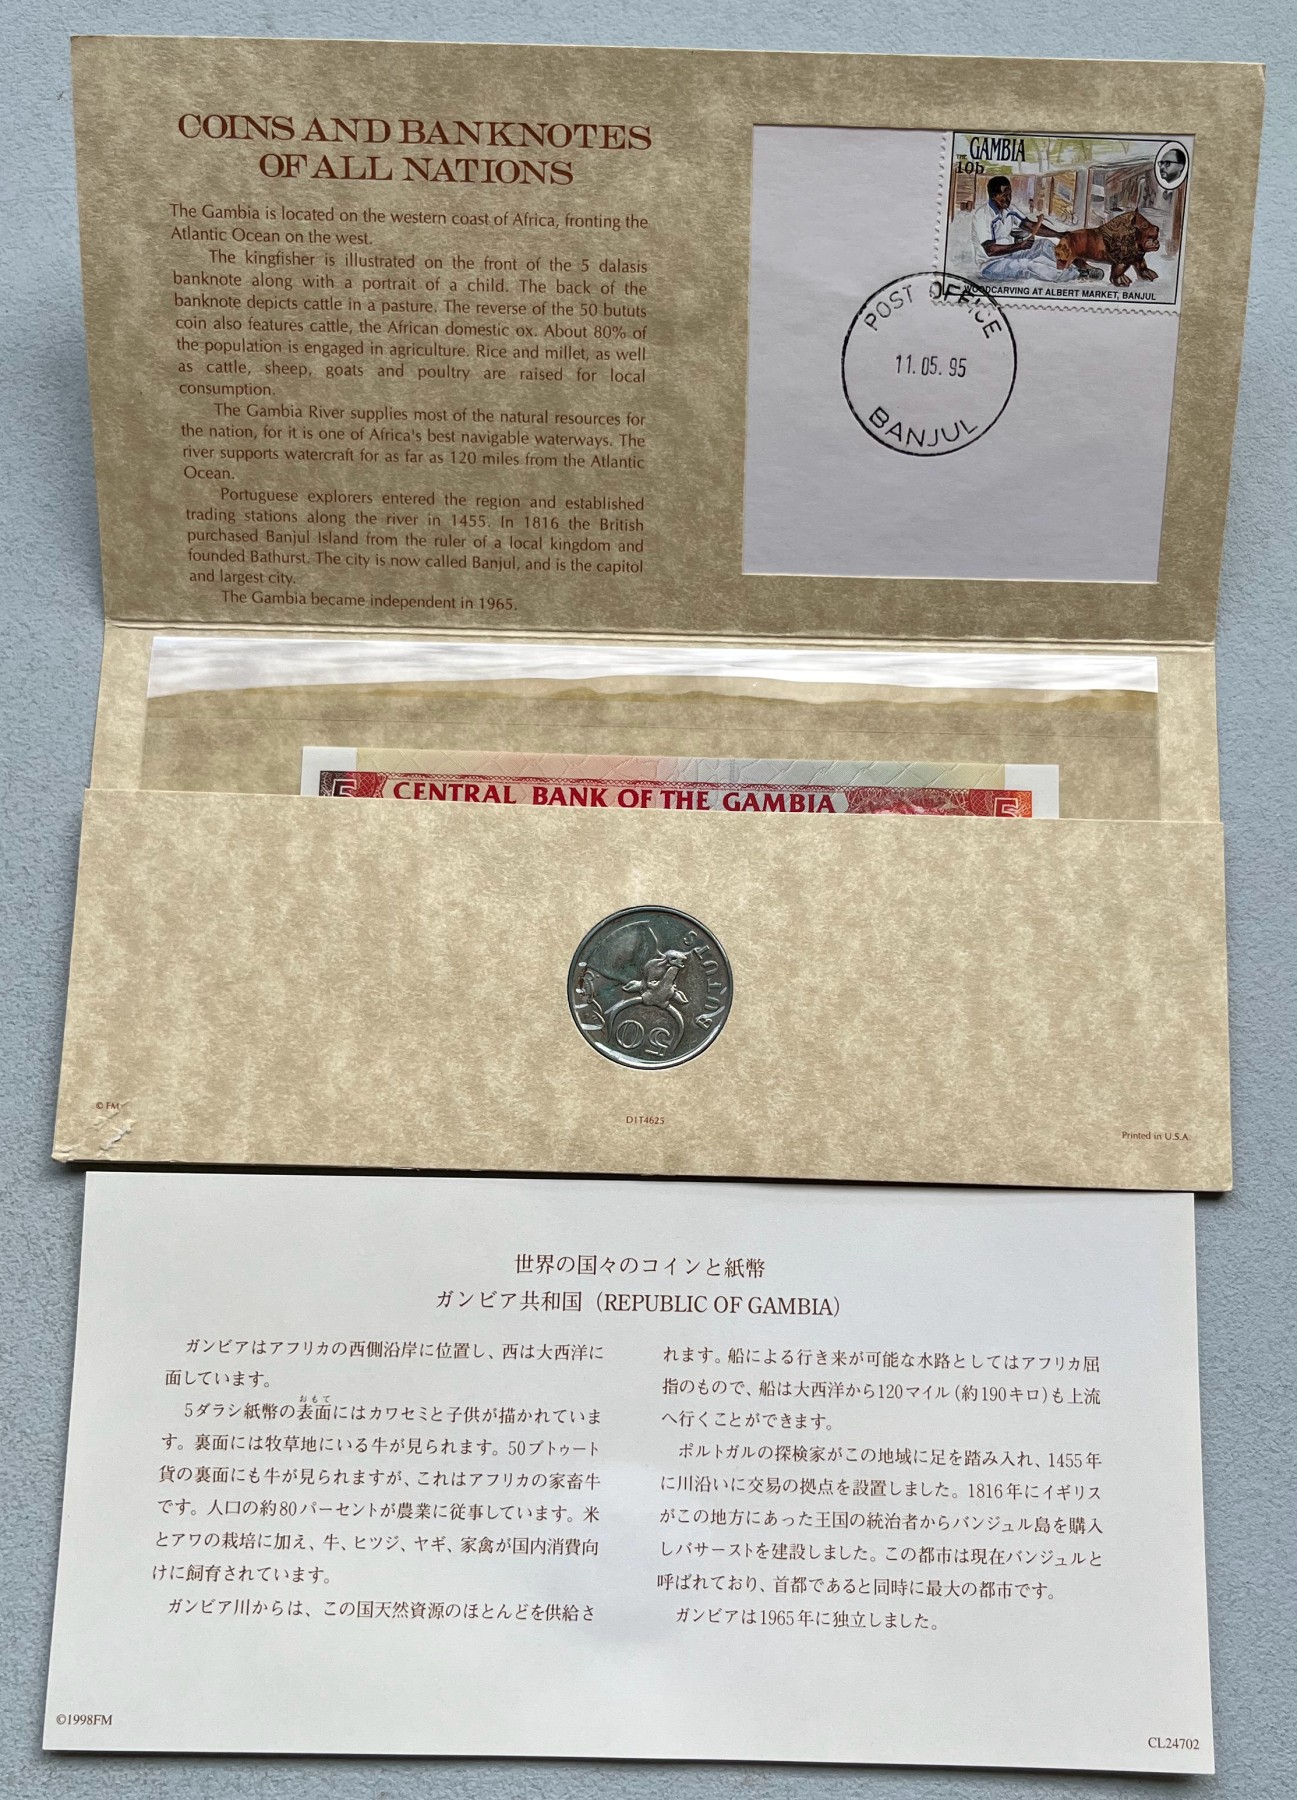 COINS AND BANKNOTES
OF ALL NATIONS
The Gambia is located on the western coast of Africa, fronting the
Atlantic Ocean on the west.
The kingfisher is illustrated on the front of the 5 dalasis
banknote along with a portrait of a child. The back of the
banknote depicts cattle in a pasture. The reverse of the 50 bututs
coin also features cattle, the African domestic ox. About 80% of
the population is engaged in agriculture. Rice and millet, as well
as cattle, sheep, goats and poultry are raised for local
consumption.
The Gambia River supplies most of the natural resources for
the nation, for it is one of Africa's best navigable waterways. The
river supports watercraft for as far as 120 miles from the Atlantic
Ocean.
Portuguese explorers entered the region and established
trading stations along the river in 1455. In 1816 the British
purchased Banjul Island from the ruler of a local kingdom and
founded Bathurst. The city is now called Banjul, and is the capitol
and largest city.
The Gambia became independent in 1965.
THE GAMBIA
10b
WOODCARVING AT ALBERT MARKET, BANJUL
POST OFFICE
11.05.95
BANJUL
5 CENTRAL BANK OF THE GAMBIA 5
BUTUTS
50
© FM
D1T4625
Printed in U.S.A.
世界の国々のコインと紙幣
ガンビア共和国（REPUBLIC OF GAMBIA）
ガンビアはアフリカの西側沿岸に位置し、西は大西洋に
面しています。
おもて
5ダラシ紙幣の表面にはカワセミと子供が描かれていま
す。裏面には牧草地にいる牛が見られます。50ブトゥート
貨の裏面にも牛が見られますが、これはアフリカの家畜牛
です。人口の約80パーセントが農業に従事しています。米
とアワの栽培に加え、牛、ヒツジ、ヤギ、家禽が国内消費向
けに飼育されています。
ガンビア川からは、この国天然資源のほとんどを供給さ
れます。船による行き来が可能な水路としてはアフリカ屈
指のもので、船は大西洋から120マイル（約190キロ）も上流
へ行くことができます。
ポルトガルの探検家がこの地域に足を踏み入れ、1455年
に川沿いに交易の拠点を設置しました。1816年にイギリス
がこの地方にあった王国の統治者からバンジュル島を購入
しバサーストを建設しました。この都市は現在バンジュルと
呼ばれており、首都であると同時に最大の都市です。
ガンビアは1965年に独立しました。
©1998FM
CL24702